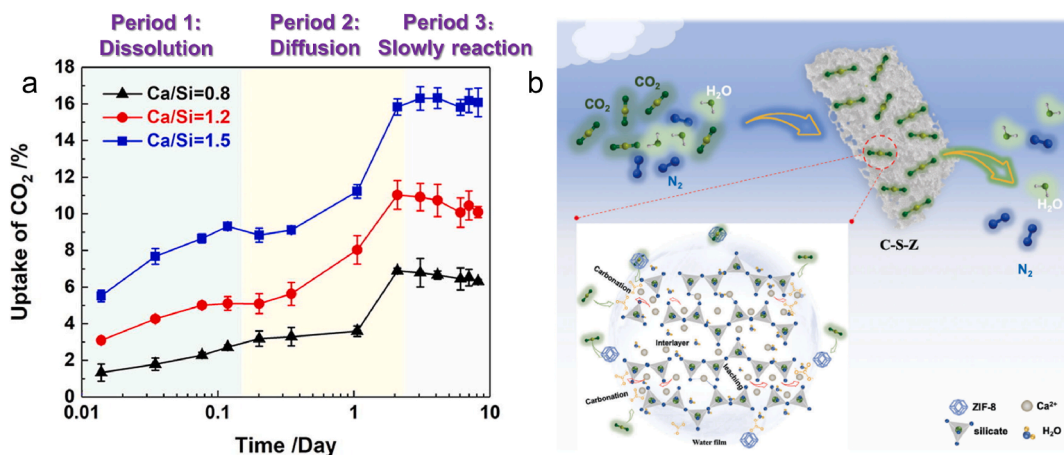 Period 1:
Dissolution
Period 2:
Diffusion
Period 3:
Slowly reaction
a
Uptake of CO₂ /%
18
16
14
12
10
8
6
4
2
0
Ca/Si=0.8
Ca/Si=1.2
Ca/Si=1.5
0.01
0.1
1
10
Time /Day
b
CO₂
CO₂
H₂O
N₂
C-S-Z
H₂O
N₂
Carbonation
Interlayer
leaching
Carbonation
Water film
ZIF-8
Ca²⁺
silicate
H₂O